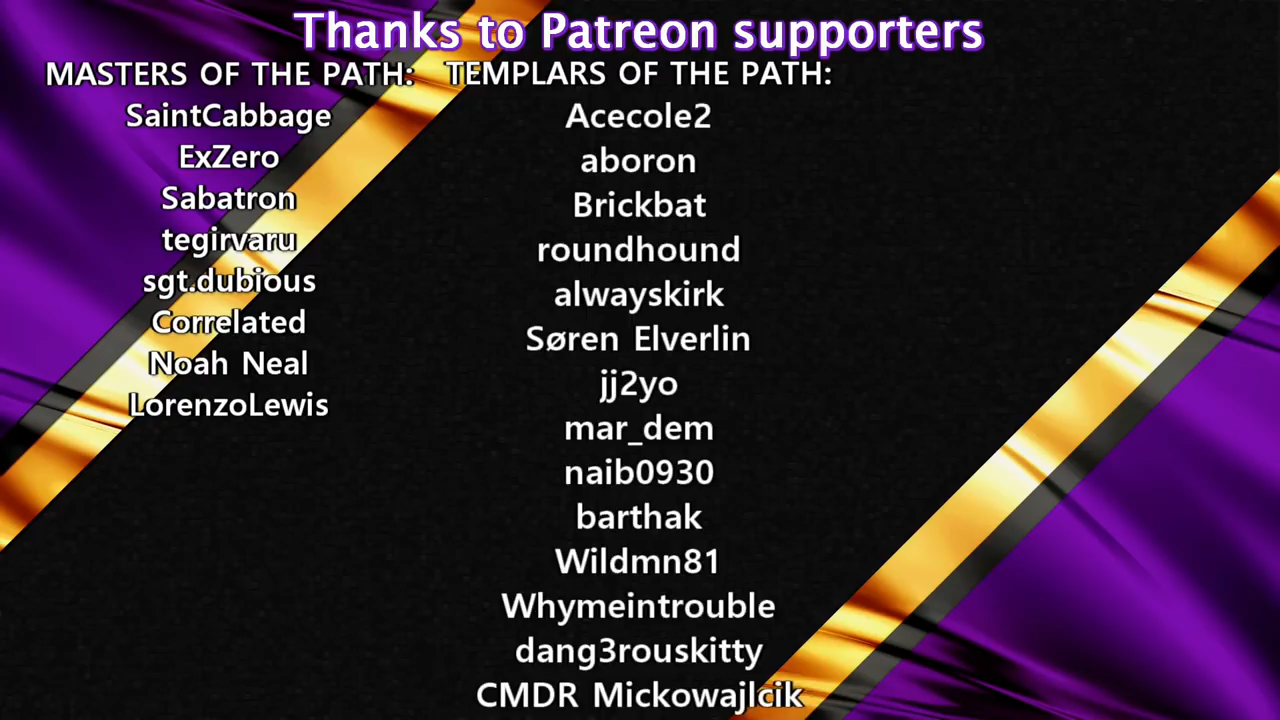 Thanks to Patreon supporters
MASTERS OF THE PATH:
SaintCabbage
ExZero
Sabatron
tegirvaru
sgt.dubious
Correlated
Noah Neal
LorenzoLewis
TEMPLARS OF THE PATH:
Acecole2
aboron
Brickbat
roundhound
alwayskirk
Søren Elverlin
jj2yo
mar_dem
naib0930
barthak
Wildmn81
Whymeintrouble
dang3rouskitty
CMDR Mickowajlcik